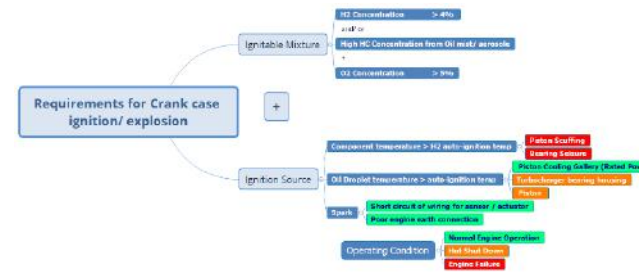 H2 Concentration > 4%
and/ or
Ignitable Mixture
High HC Concentration from Oil mist/ aerosols
+
O2 Concentration > 5%
Requirements for Crank case
ignition/ explosion
+
Component temperature > H2 auto-ignition temp
Piston Scuffing
Bearing Seizure
Ignition Source
Oil Droplet temperature > auto-ignition temp
Piston Cooling Gallery (Rated
Turbocharger bearing housing
Piston
Spark
Short circuit of wiring for sensor / actuator
Poor engine earth connection
Operating Condition
Normal Engine Operation
Hot Shut Down
Engine Failure